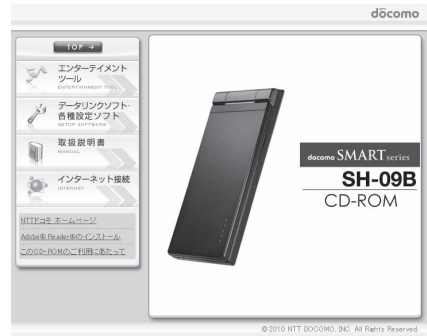 döcomo
TOP →
エンターテイメント
ツール
ENTERTAINMENT TOOL
データリンクソフト・
各種設定ソフト
SETUP SOFTWARE
取扱説明書
MANUAL
インターネット接続
INTERNET
NTTドコモ ホームページ
Adobe® Reader®のインストール
このCD-ROMのご利用にあたって
docomo SMART series
SH-09B
CD-ROM
© 2010 NTT DOCOMO, INC. All Rights Reserved.